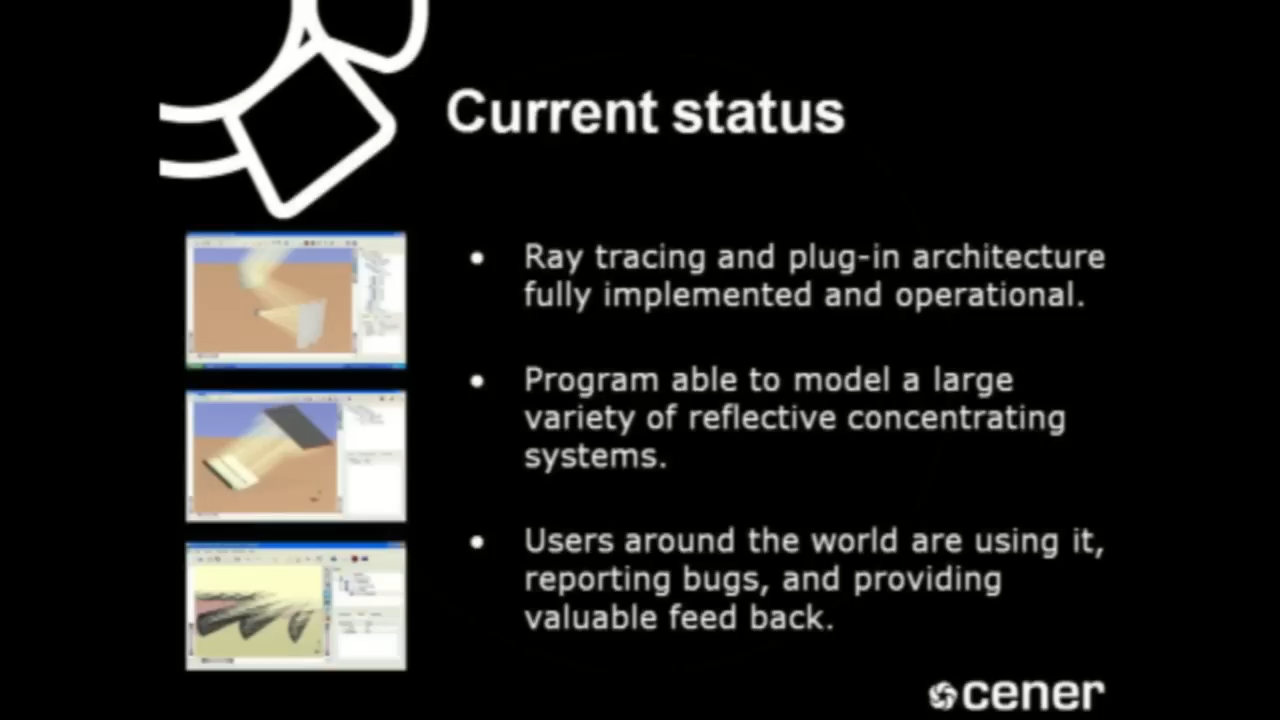 Current status
• Ray tracing and plug-in architecture
fully implemented and operational.
• Program able to model a large
variety of reflective concentrating
systems.
• Users around the world are using it,
reporting bugs, and providing
valuable feed back.
cener